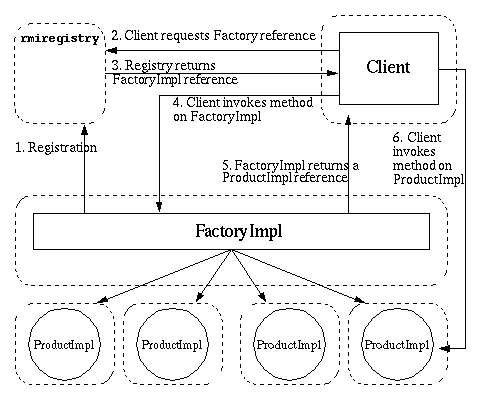 rmiregistry
2. Client requests Factory reference
3. Registry returns
FactoryImpl reference
Client
4. Client invokes method
on FactoryImpl
1. Registration
5. FactoryImpl returns a
ProductImpl reference
6. Client
invokes
method on
ProductImpl
FactoryImpl
ProductImpl
ProductImpl
ProductImpl
ProductImpl